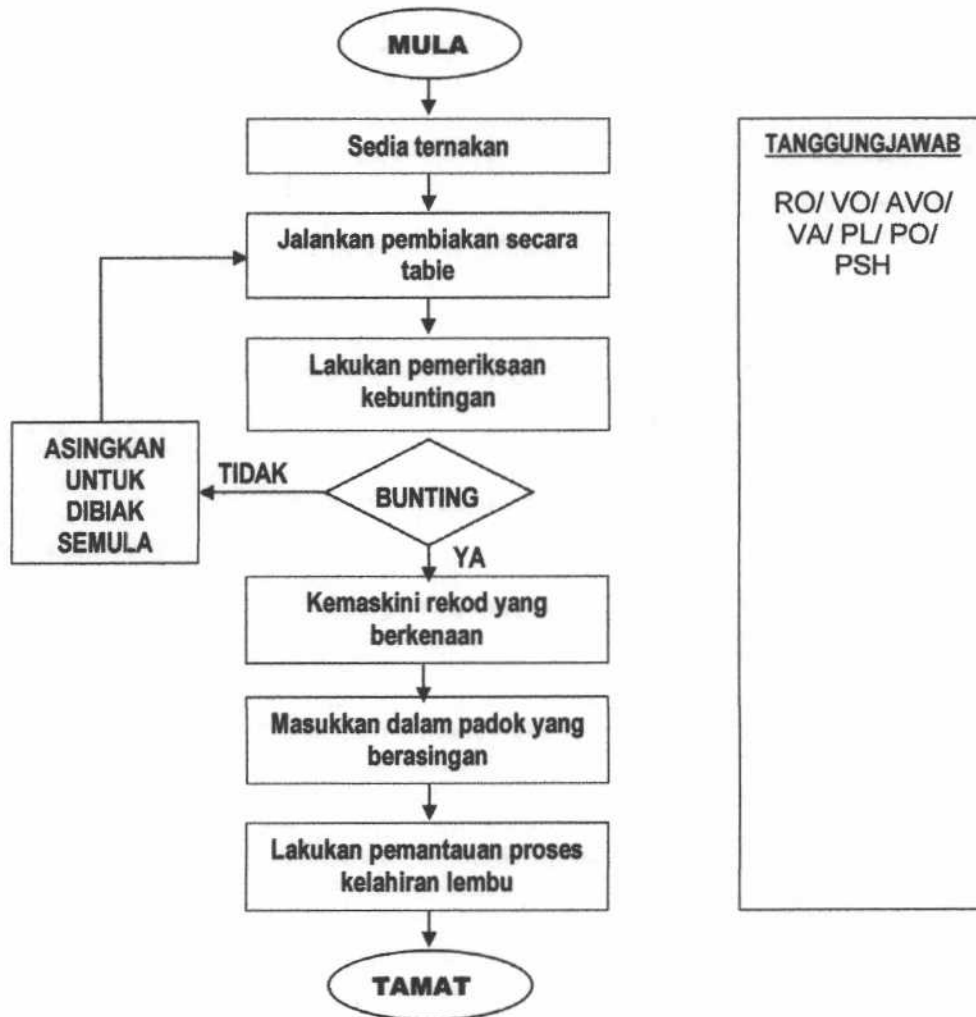 MULA
Sedia ternakan
Jalankan pembiakan secara
tabie
Lakukan pemeriksaan
kebuntingan
ASINGKAN
UNTUK
DIBIAK
SEMULA
TIDAK
BUNTING
YA
Kemaskini rekod yang
berkenaan
Masukkan dalam padok yang
berasingan
Lakukan pemantauan proses
kelahiran lembu
TAMAT
TANGGUNGJAWAB
RO/ VO/ AVO/
VA/ PL/ PO/
PSH